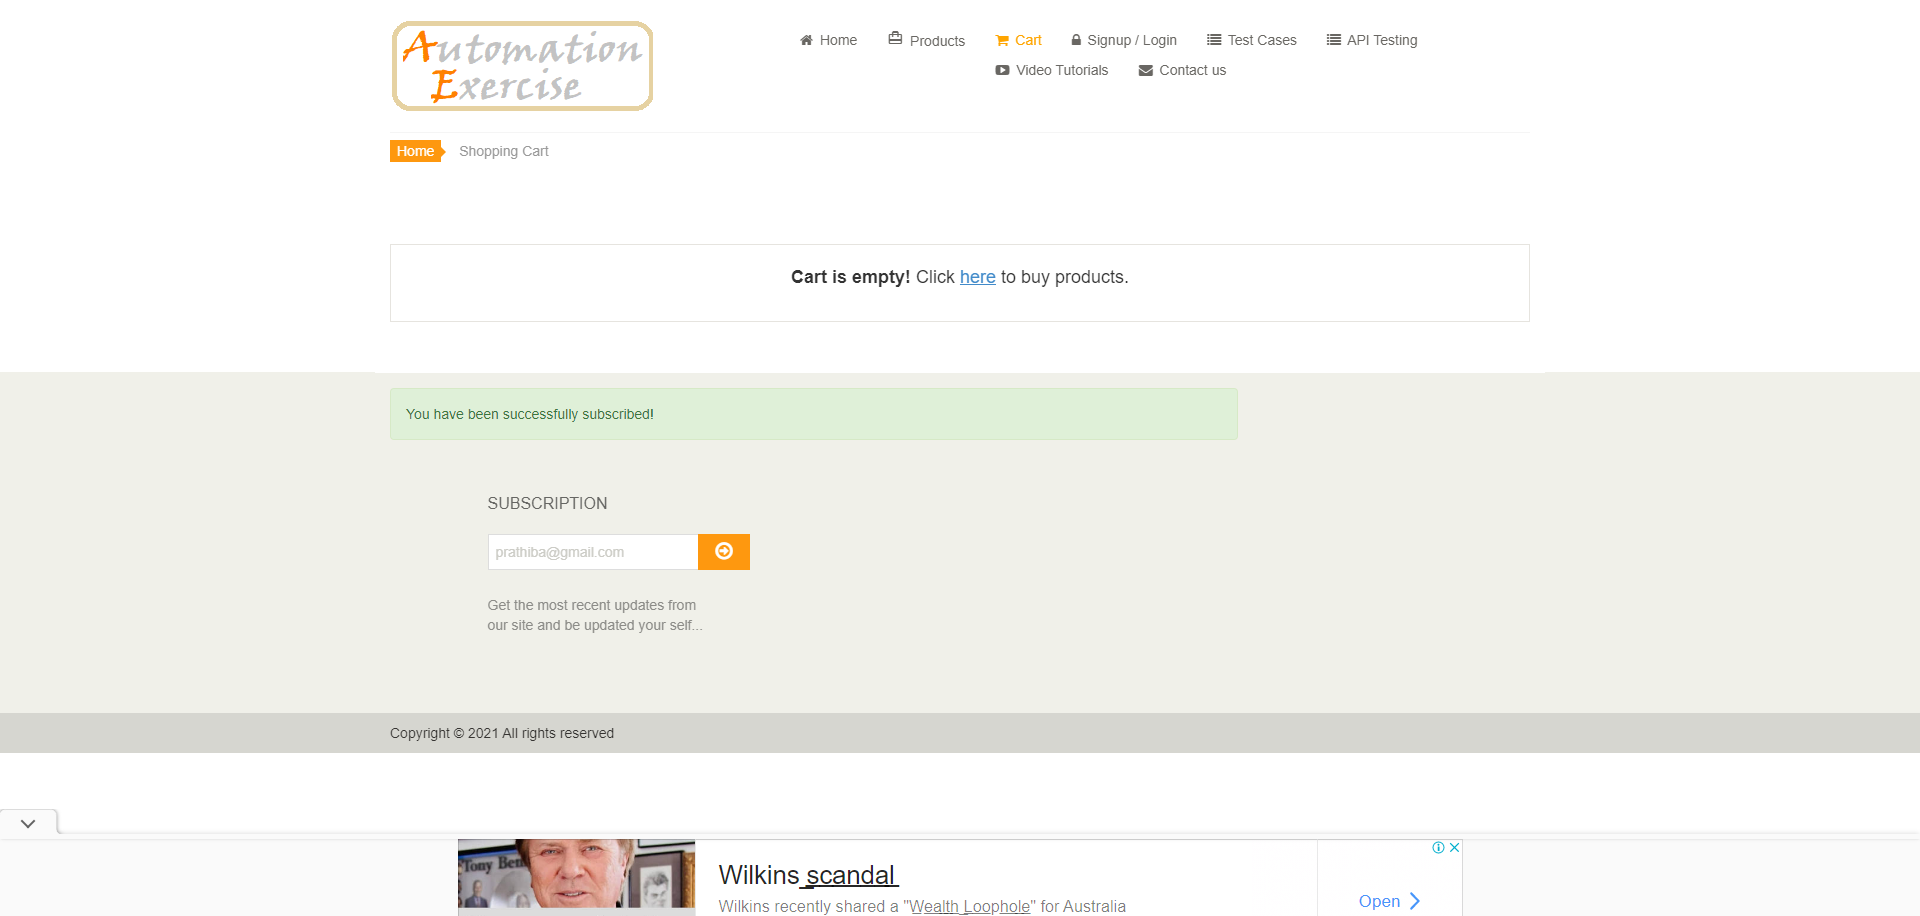 Automation
Exercise
Home
Products
Cart
Signup / Login
Test Cases
API Testing
Video Tutorials
Contact us
Home
Shopping Cart
Cart is empty! Click here to buy products.
You have been successfully subscribed!
SUBSCRIPTION
prathiba@gmail.com
Get the most recent updates from
our site and be updated your self...
Copyright © 2021 All rights reserved
Tony Ben
Wilkins scandal
Wilkins recently shared a "Wealth Loophole" for Australia
Open